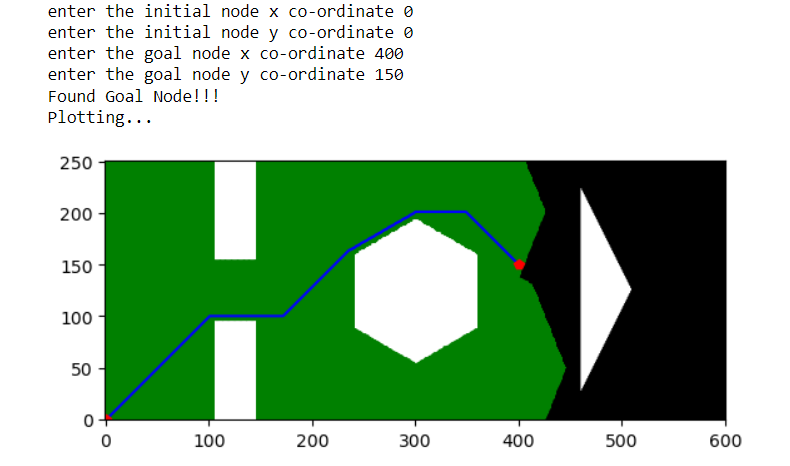 enter the initial node x co-ordinate 0
enter the initial node y co-ordinate 0
enter the goal node x co-ordinate 400
enter the goal node y co-ordinate 150
Found Goal Node!!!
Plotting...
250
200
150
100
50
0
0 100 200 300 400 500 600